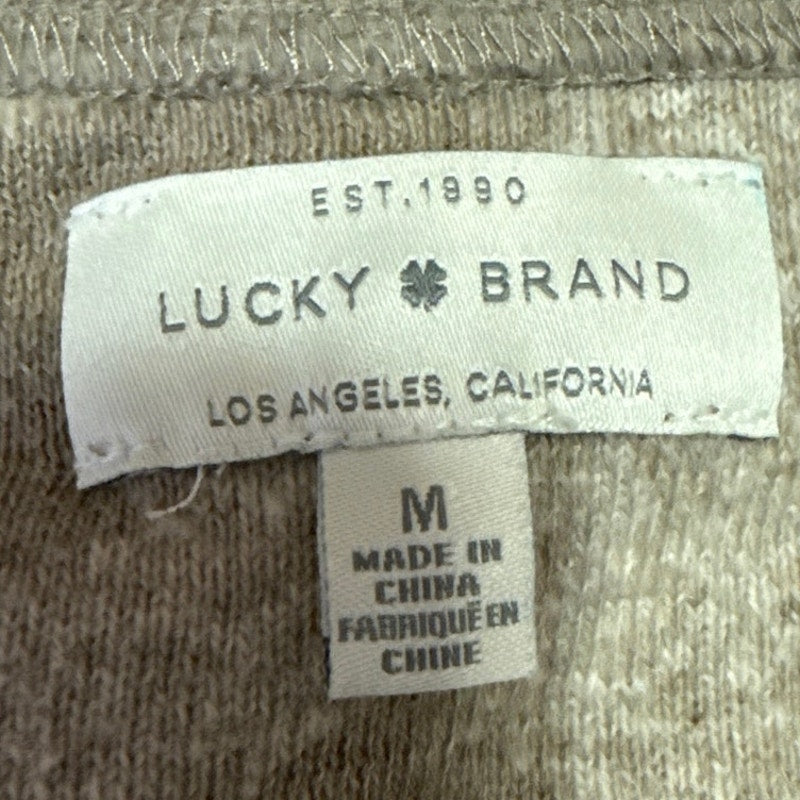 EST. 1990
LUCKY BRAND
LOS ANGELES, CALIFORNIA
M
MADE IN
CHINA
FABRIQUÉ EN
CHINE